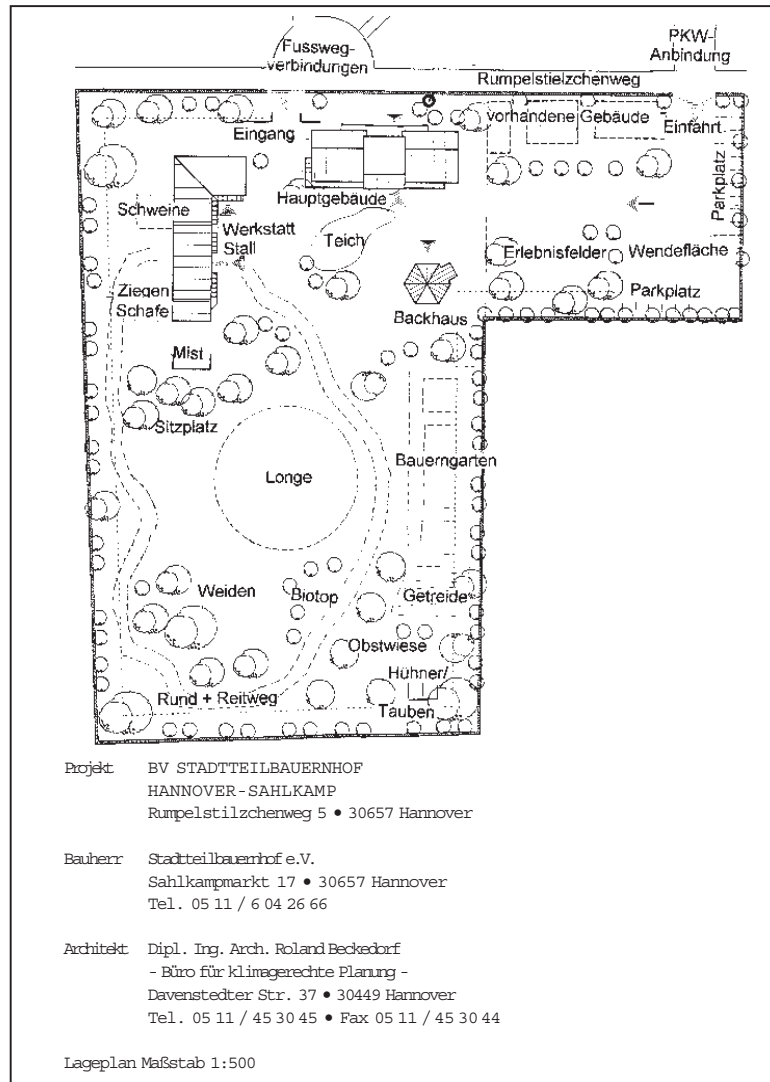 Fussweg-
verbindungen
PKW-
Anbindung
Rumpelstielzchenweg
Eingang
vorhandene Gebäude
Einfahrt
Parkplatz
Schweine
Hauptgebäude
Werkstatt
Stall
Teich
Erlebnisfelder
Wendefläche
Ziegen
Schafe
Parkplatz
Backhaus
Mist
Sitzplatz
Longe
Bauerngarten
Weiden
Biotop
Getreide
Obstwiese
Hühner/
Tauben
Rund + Reitweg
Projekt BV STADTTEILBAUERNHOF
HANNOVER-SAHLKAMP
Rumpelstilzchenweg 5 • 30657 Hannover
Bauherr Stadtteilbauernhof e.V.
Sahlkampmarkt 17 • 30657 Hannover
Tel. 05 11 / 6 04 26 66
Architekt Dipl. Ing. Arch. Roland Beckedorf
- Büro für klimagerechte Planung -
Davenstedter Str. 37 • 30449 Hannover
Tel. 05 11 / 45 30 45 • Fax 05 11 / 45 30 44
Lageplan Maßstab 1:500